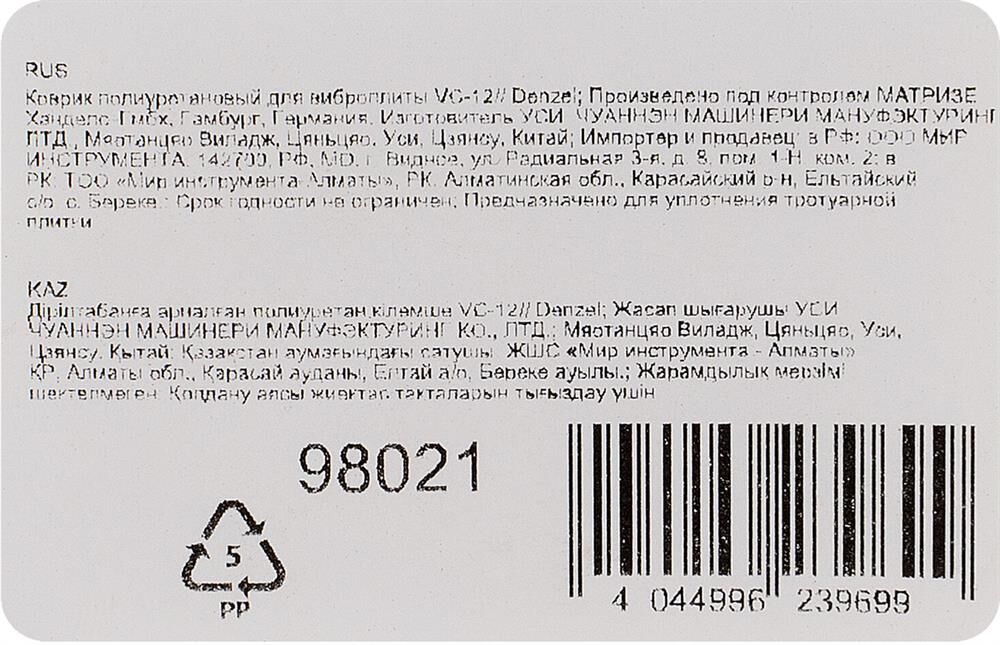 RUS
Коврик полиуретановый для виброплиты VC-12// Denzel; Произведено под контролем МАТРИЗЕ
Ханделс-Гмбх, Гамбург, Германия. Изготовитель УСИ ЧУАННЭН МАШИНЕРИ МАНУФЭКТУРИНГ
ЛТД., Мяотанцяо Виладж, Цяньцяо, Уси, Цзянсу, Китай; Импортер и продавец: в РФ: ООО МИР
ИНСТРУМЕНТА, 142700, РФ, МО, г. Видное, ул. Радиальная 3-я, д. 8, пом. 1-Н, ком. 2; в
РК: ТОО «Мир инструмента-Алматы», РК, Алматинская обл., Карасайский р-н, Ельтайский
с/о, с. Береке.; Срок годности не ограничен; Предназначено для уплотнения тротуарной
плитки
KAZ
Дірілтабанға арналған полиуретан кілемше VC-12// Denzel; Жасап шығарушы УСИ
ЧУАННЭН МАШИНЕРИ МАНУФЭКТУРИНГ КО., ЛТД.; Мяотанцяо Виладж, Цяньцяо, Уси,
Цзянсу, Қытай; Қазақстан аумағындағы сатушы: ЖШС «Мир инструмента - Алматы»
ҚР, Алматы обл., Қарасай ауданы, Елтай а/о, Береке ауылы.; Жарамдылық мерзімі
шектелмеген; Қолдану аясы жиектас тақталарын тығыздау үшін
98021
5
PP
4 044996 239699